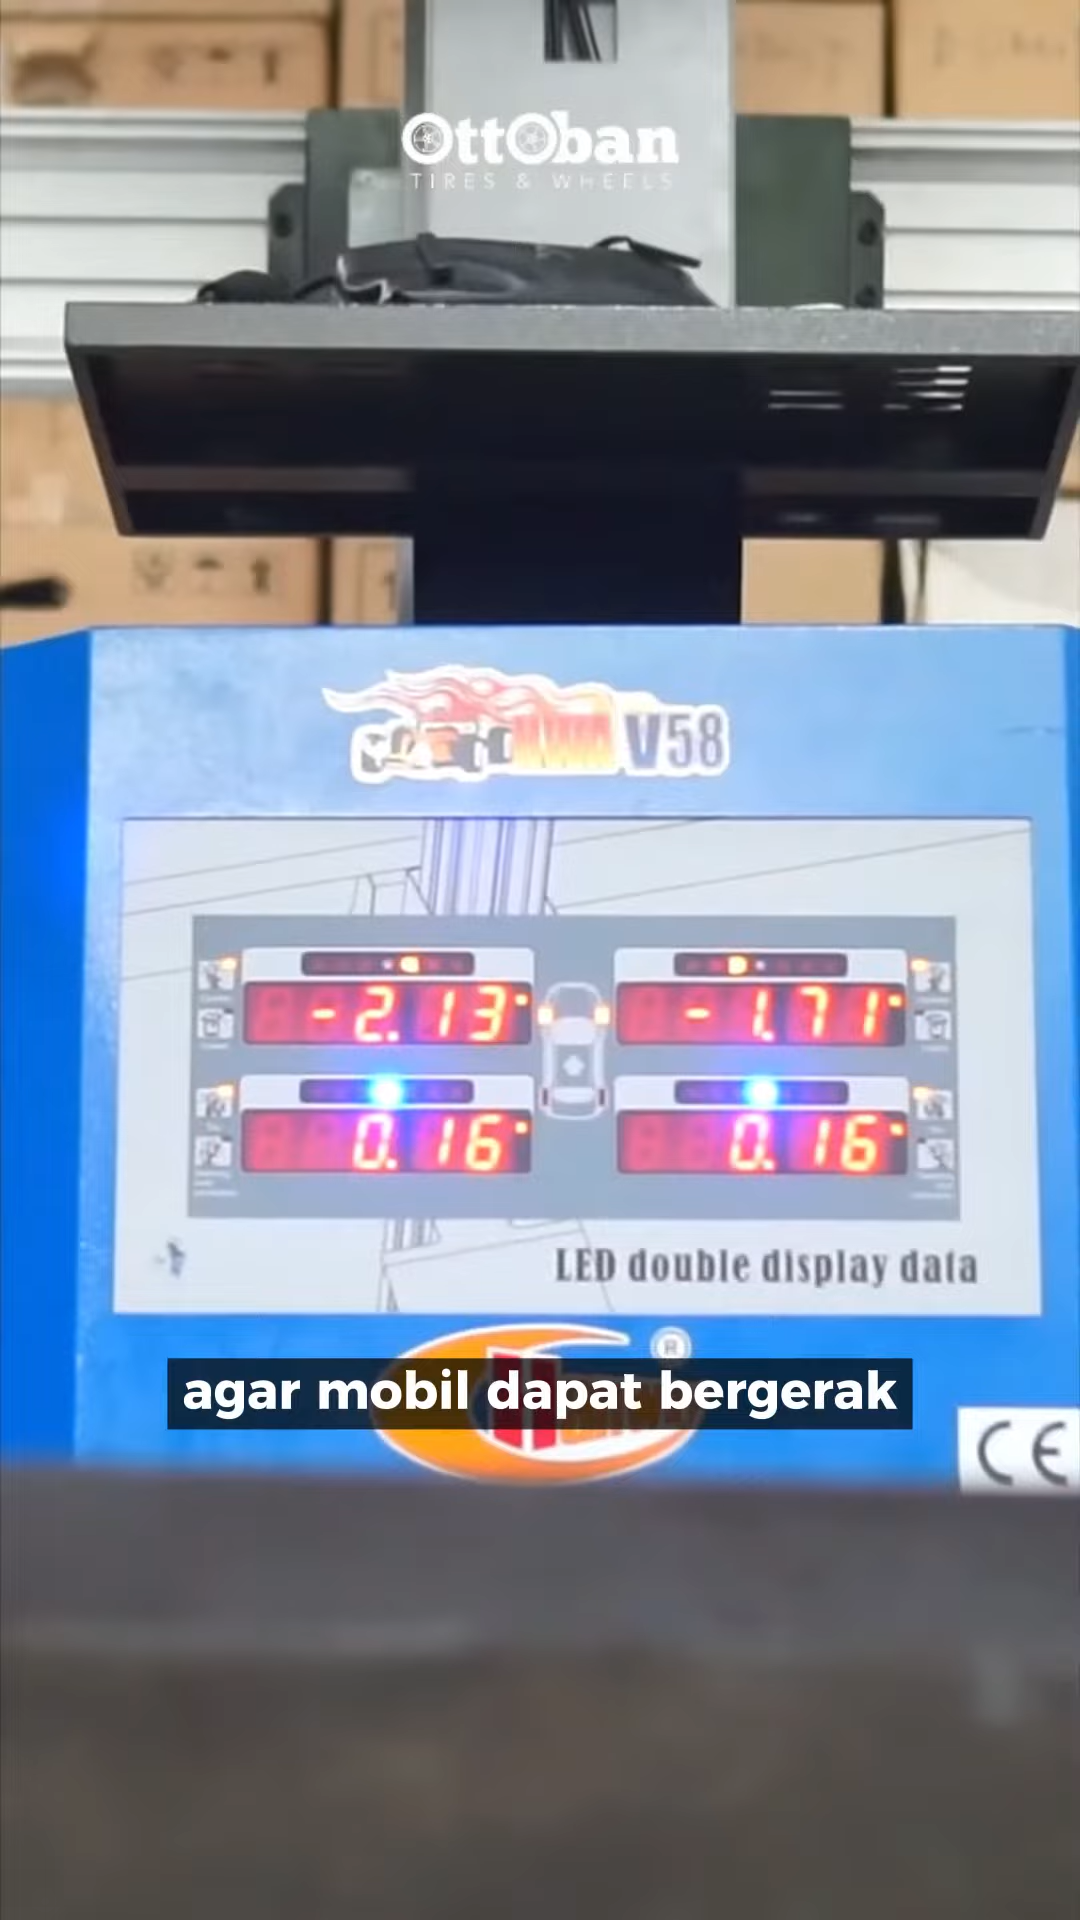 OttOban
TIRES & WHEELS
V58
-2.13°
-1.71°
0.16°
0.16°
LED double display data
®
agar mobil dapat bergerak
CE